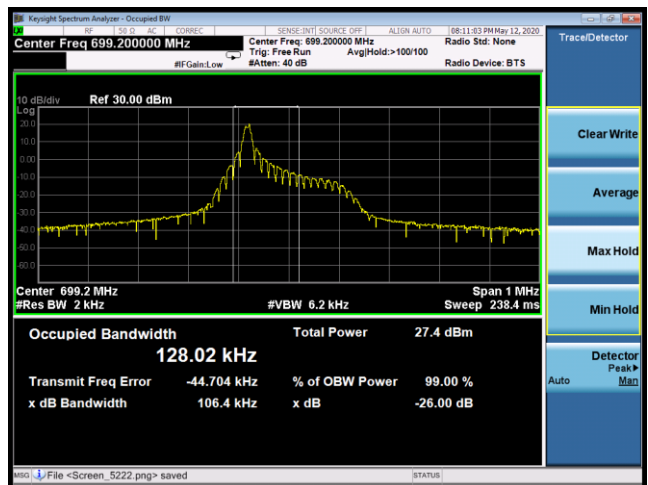 Keysight Spectrum Analyzer - Occupied BW
RF 50 Ω AC CORREC SENSE:INT SOURCE OFF ALIGN AUTO 08:11:03 PM May 12, 2020
Center Freq 699.200000 MHz Center Freq: 699.200000 MHz Radio Std: None
Trig: Free Run Avg|Hold:>100/100
#IFGain:Low #Atten: 40 dB Radio Device: BTS
Trace/Detector
10 dB/div Ref 30.00 dBm
Log
20.0
10.0
0.00
-10.0
-20.0
-30.0
-40.0
-50.0
-60.0
Center 699.2 MHz Span 1 MHz
#Res BW 2 kHz #VBW 6.2 kHz Sweep 238.4 ms
Occupied Bandwidth Total Power 27.4 dBm
128.02 kHz
Transmit Freq Error -44.704 kHz % of OBW Power 99.00 %
x dB Bandwidth 106.4 kHz x dB -26.00 dB
Clear Write
Average
Max Hold
Min Hold
Detector
Peak▶
Auto Man
MSG File <Screen_5222.png> saved STATUS